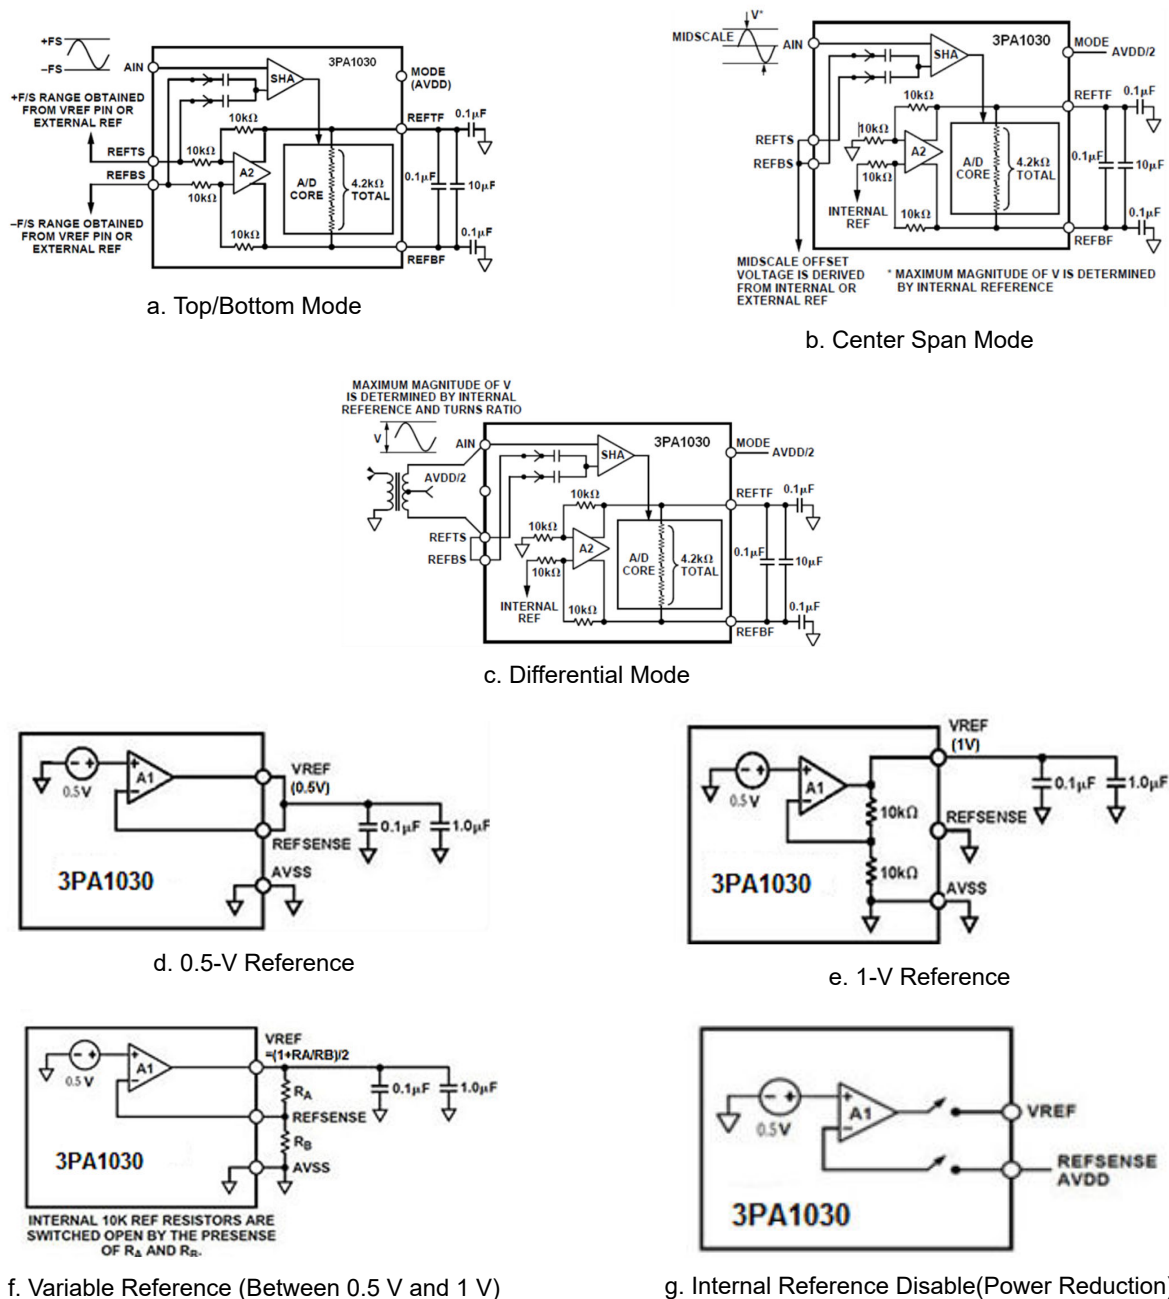 +FS
−FS
AIN
3PA1030
SHA
MODE
(AVDD)
+F/S RANGE OBTAINED
FROM VREF PIN OR
EXTERNAL REF
REFTS
REFBS
−F/S RANGE OBTAINED
FROM VREF PIN OR
EXTERNAL REF
10kΩ
10kΩ
10kΩ
10kΩ
A2
A/D
CORE
4.2kΩ
TOTAL
REFTF
0.1µF
0.1µF
10µF
0.1µF
REFBF
a. Top/Bottom Mode
V*
MIDSCALE
AIN
3PA1030
SHA
MODE
AVDD/2
REFTS
REFBS
10kΩ
10kΩ
10kΩ
10kΩ
A2
A/D
CORE
4.2kΩ
TOTAL
INTERNAL
REF
REFTF
0.1µF
0.1µF
10µF
0.1µF
REFBF
MIDSCALE OFFSET
VOLTAGE IS DERIVED
FROM INTERNAL OR
EXTERNAL REF
* MAXIMUM MAGNITUDE OF V IS DETERMINED
BY INTERNAL REFERENCE
b. Center Span Mode
MAXIMUM MAGNITUDE OF V
IS DETERMINED BY INTERNAL
REFERENCE AND TURNS RATIO
V
AIN
AVDD/2
3PA1030
SHA
MODE
AVDD/2
REFTS
REFBS
10kΩ
10kΩ
10kΩ
10kΩ
A2
A/D
CORE
4.2kΩ
TOTAL
INTERNAL
REF
REFTF
0.1µF
0.1µF
10µF
0.1µF
REFBF
c. Differential Mode
0.5V
A1
VREF
(0.5V)
REFSENSE
0.1µF
1.0µF
AVSS
3PA1030
d. 0.5-V Reference
VREF
(1V)
0.5V
A1
10kΩ
REFSENSE
0.1µF
1.0µF
10kΩ
AVSS
3PA1030
e. 1-V Reference
VREF
=(1+RA/RB)/2
0.5V
A1
RA
0.1µF
1.0µF
REFSENSE
RB
AVSS
3PA1030
INTERNAL 10K REF RESISTORS ARE
SWITCHED OPEN BY THE PRESENSE
OF RA AND RB.
f. Variable Reference (Between 0.5 V and 1 V)
0.5V
A1
VREF
REFSENSE
AVDD
3PA1030
g. Internal Reference Disable(Power Reduction)